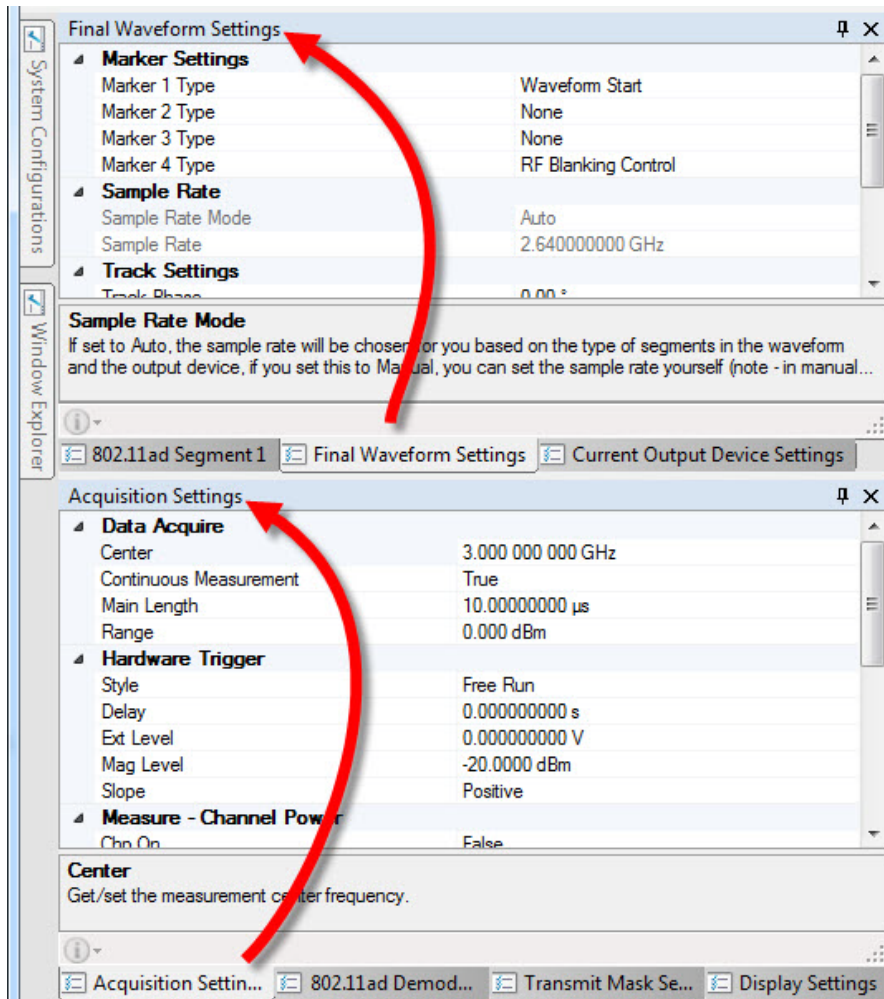 System Configurations
Window Explorer
Final Waveform Settings
Marker Settings
Marker 1 Type Waveform Start
Marker 2 Type None
Marker 3 Type None
Marker 4 Type RF Blanking Control
Sample Rate
Sample Rate Mode Auto
Sample Rate 2.640000000 GHz
Track Settings
Track Phase 0.00 °
Sample Rate Mode
If set to Auto, the sample rate will be chosen for you based on the type of segments in the waveform
and the output device, if you set this to Manual, you can set the sample rate yourself (note - in manual...
802.11ad Segment 1 Final Waveform Settings Current Output Device Settings
Acquisition Settings
Data Acquire
Center 3.000 000 000 GHz
Continuous Measurement True
Main Length 10.00000000 µs
Range 0.000 dBm
Hardware Trigger
Style Free Run
Delay 0.000000000 s
Ext Level 0.000000000 V
Mag Level -20.0000 dBm
Slope Positive
Measure - Channel Power
Chp On False
Center
Get/set the measurement center frequency.
Acquisition Settin... 802.11ad Demod... Transmit Mask Se... Display Settings